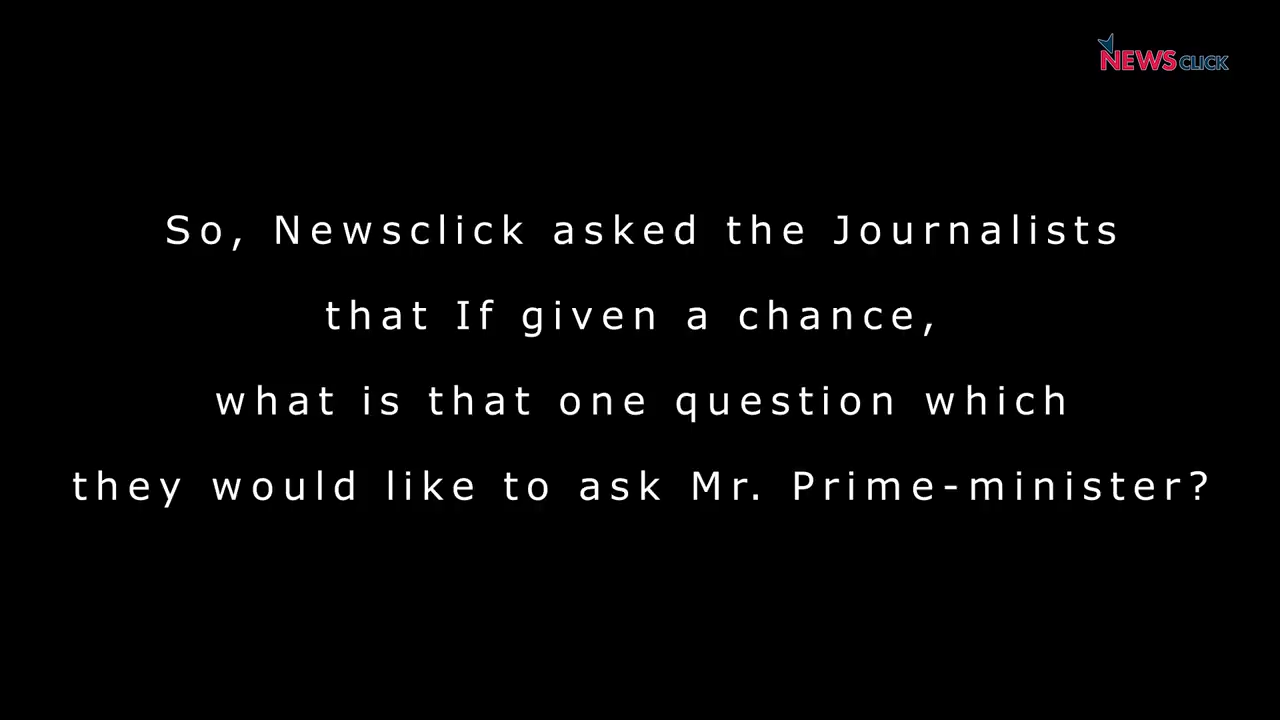 NEWSCLICK
So, Newsclick asked the Journalists
that If given a chance,
what is that one question which
they would like to ask Mr. Prime-minister?